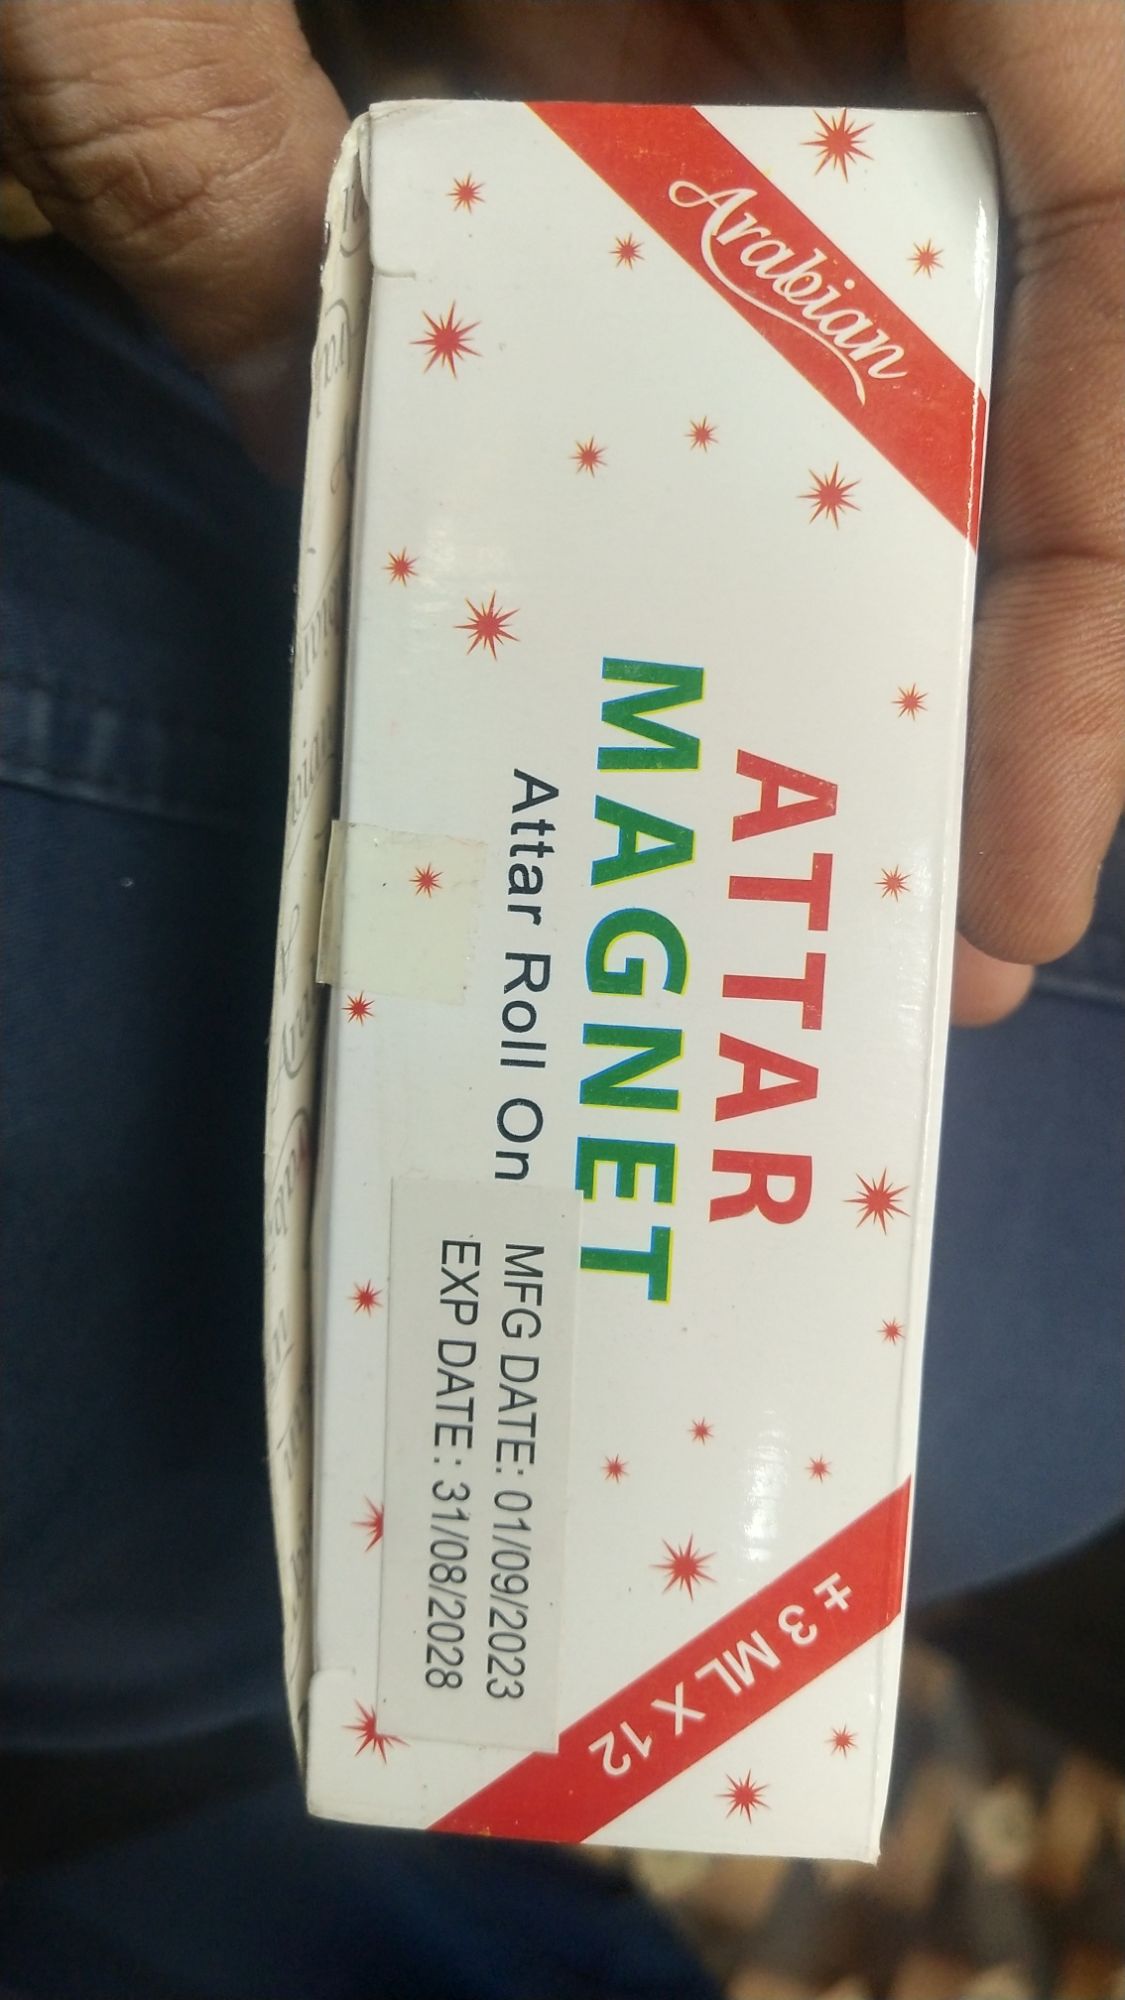 Arabian
ATTAR
MAGNET
Attar Roll On
MFG DATE: 01/09/2023
EXP DATE : 31/08/2028
± 3 ML X 12